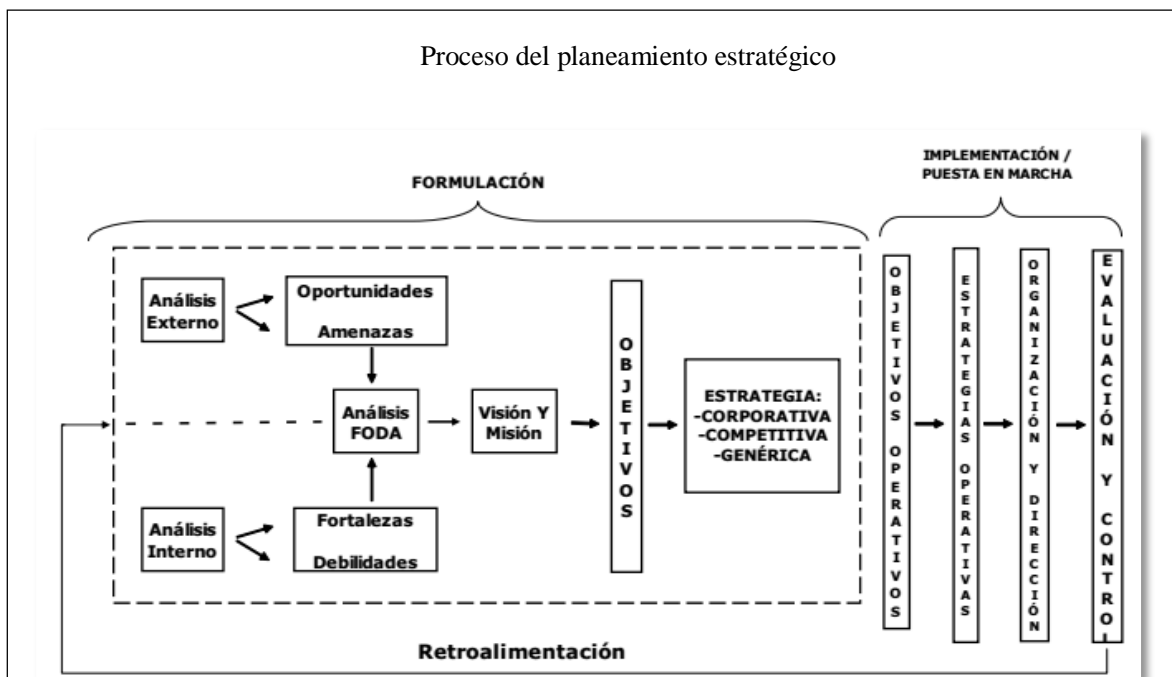 Proceso del planeamiento estratégico
FORMULACIÓN
IMPLEMENTACIÓN /
PUESTA EN MARCHA
Análisis
Externo
Oportunidades
Amenazas
Análisis
FODA
Visión Y
Misión
Análisis
Interno
Fortalezas
Debilidades
OBJETIVOS
ESTRATEGIA:
-CORPORATIVA
-COMPETITIVA
-GENÉRICA
OBJETIVOS OPERATIVOS
ESTRATEGIAS OPERATIVAS
ORGANIZACIÓN Y DIRECCIÓN
EVALUACIÓN Y CONTROL
Retroalimentación